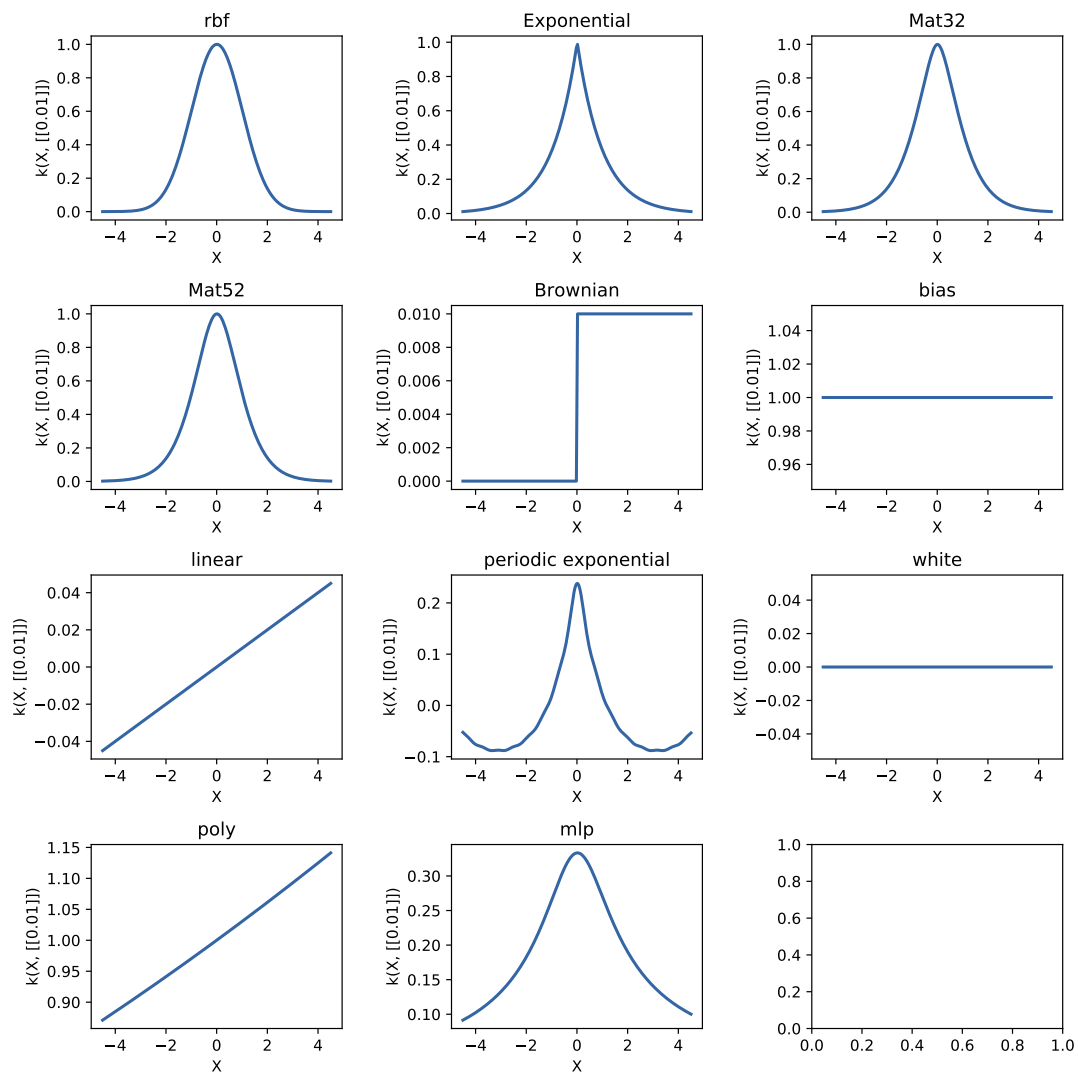 rbf
1.0
0.8
0.6
0.4
0.2
0.0
k(X, [[0.01]])
−4 −2 0 2 4
X
Exponential
1.0
0.8
0.6
0.4
0.2
0.0
k(X, [[0.01]])
−4 −2 0 2 4
X
Mat32
1.0
0.8
0.6
0.4
0.2
0.0
k(X, [[0.01]])
−4 −2 0 2 4
X
Mat52
1.0
0.8
0.6
0.4
0.2
0.0
k(X, [[0.01]])
−4 −2 0 2 4
X
Brownian
0.010
0.008
0.006
0.004
0.002
0.000
k(X, [[0.01]])
−4 −2 0 2 4
X
bias
1.04
1.02
1.00
0.98
0.96
k(X, [[0.01]])
−4 −2 0 2 4
X
linear
0.04
0.02
0.00
−0.02
−0.04
k(X, [[0.01]])
−4 −2 0 2 4
X
periodic exponential
0.2
0.1
0.0
−0.1
k(X, [[0.01]])
−4 −2 0 2 4
X
white
0.04
0.02
0.00
−0.02
−0.04
k(X, [[0.01]])
−4 −2 0 2 4
X
poly
1.15
1.10
1.05
1.00
0.95
0.90
k(X, [[0.01]])
−4 −2 0 2 4
X
mlp
0.30
0.25
0.20
0.15
0.10
k(X, [[0.01]])
−4 −2 0 2 4
X
1.0
0.8
0.6
0.4
0.2
0.0
0.0 0.2 0.4 0.6 0.8 1.0